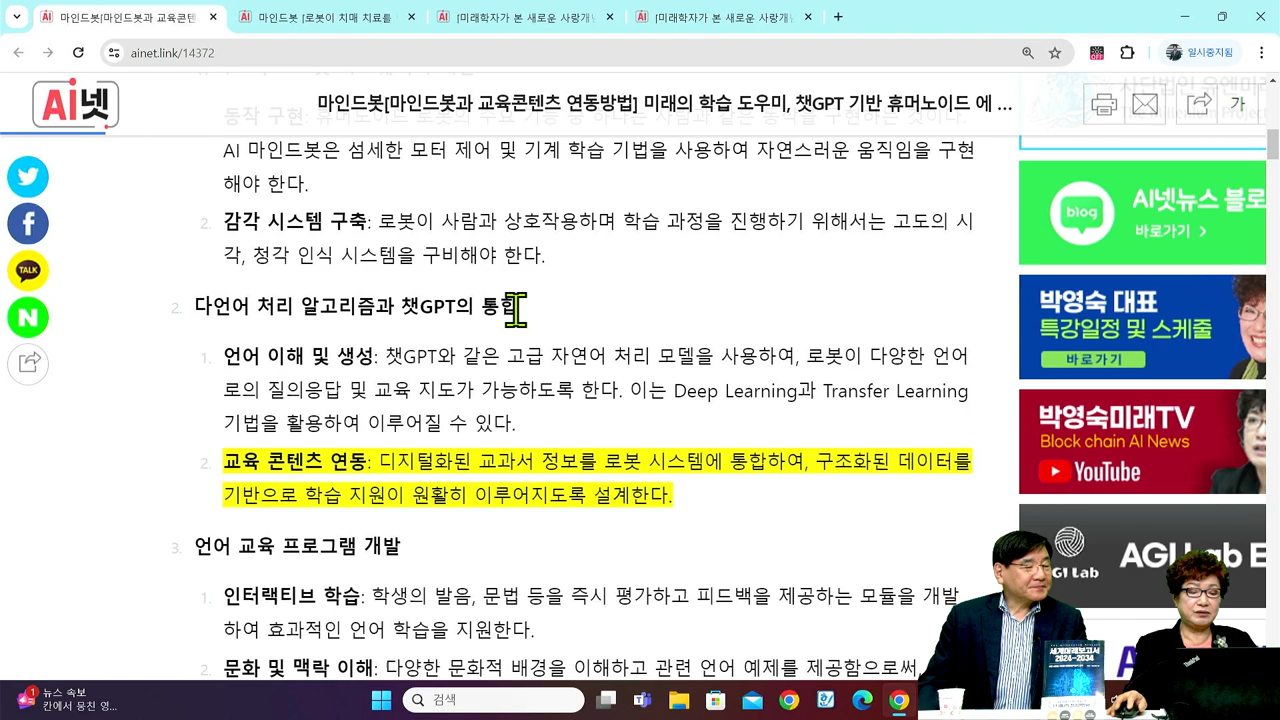 마인드봇[마인드봇과 교육콘텐
마인드봇 [로봇이 치매 치료를
[미래학자가 본 새로운 사랑개념
[미래학자가 본 새로운 사랑개념
ainet.link/14372
OFF
일시중지됨
Ai넷
마인드봇[마인드봇과 교육콘텐츠 연동방법] 미래의 학습 도우미, 챗GPT 기반 휴머노이드 에 ...
가
AI 마인드봇은 섬세한 모터 제어 및 기계 학습 기법을 사용하여 자연스러운 움직임을 구현
해야 한다.
2. 감각 시스템 구축: 로봇이 사람과 상호작용하며 학습 과정을 진행하기 위해서는 고도의 시
각, 청각 인식 시스템을 구비해야 한다.
2. 다언어 처리 알고리즘과 챗GPT의 통합
1. 언어 이해 및 생성: 챗GPT와 같은 고급 자연어 처리 모델을 사용하여, 로봇이 다양한 언어
로의 질의응답 및 교육 지도가 가능하도록 한다. 이는 Deep Learning과 Transfer Learning
기법을 활용하여 이루어질 수 있다.
2. 교육 콘텐츠 연동: 디지털화된 교과서 정보를 로봇 시스템에 통합하여, 구조화된 데이터를
기반으로 학습 지원이 원활히 이루어지도록 설계한다.
3. 언어 교육 프로그램 개발
1. 인터랙티브 학습: 학생의 발음, 문법 등을 즉시 평가하고 피드백을 제공하는 모듈을 개발
하여 효과적인 언어 학습을 지원한다.
2. 문화 및 맥락 이해: 다양한 문화적 배경을 이해하고 관련 언어 예제를 제공함으로써,
TALK
N
blog
AI넷뉴스 블로
바로가기 >
박영숙 대표
특강일정 및 스케줄
바로가기
박영숙미래TV
Block chain AI News
YouTube
AGI Lab
AGI Lab E
세계미래보고서
2024-2034
ThinkPad
1
뉴스 속보
칸에서 뭉친 영...
검색